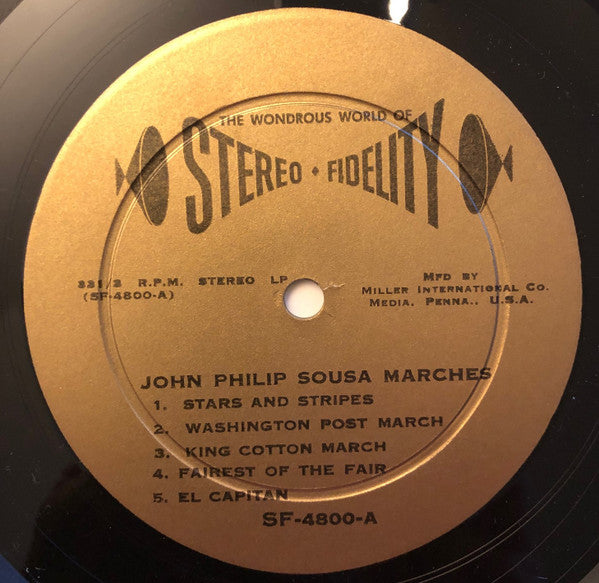 THE WONDROUS WORLD OF
STEREO • FIDELITY
33 1/3 R.P.M. STEREO LP
(SF-4800-A)
MFD BY
MILLER INTERNATIONAL CO.
MEDIA, PENNA., U.S.A.
JOHN PHILIP SOUSA MARCHES
1. STARS AND STRIPES
2. WASHINGTON POST MARCH
3. KING COTTON MARCH
4. FAIREST OF THE FAIR
5. EL CAPITAN
SF-4800-A